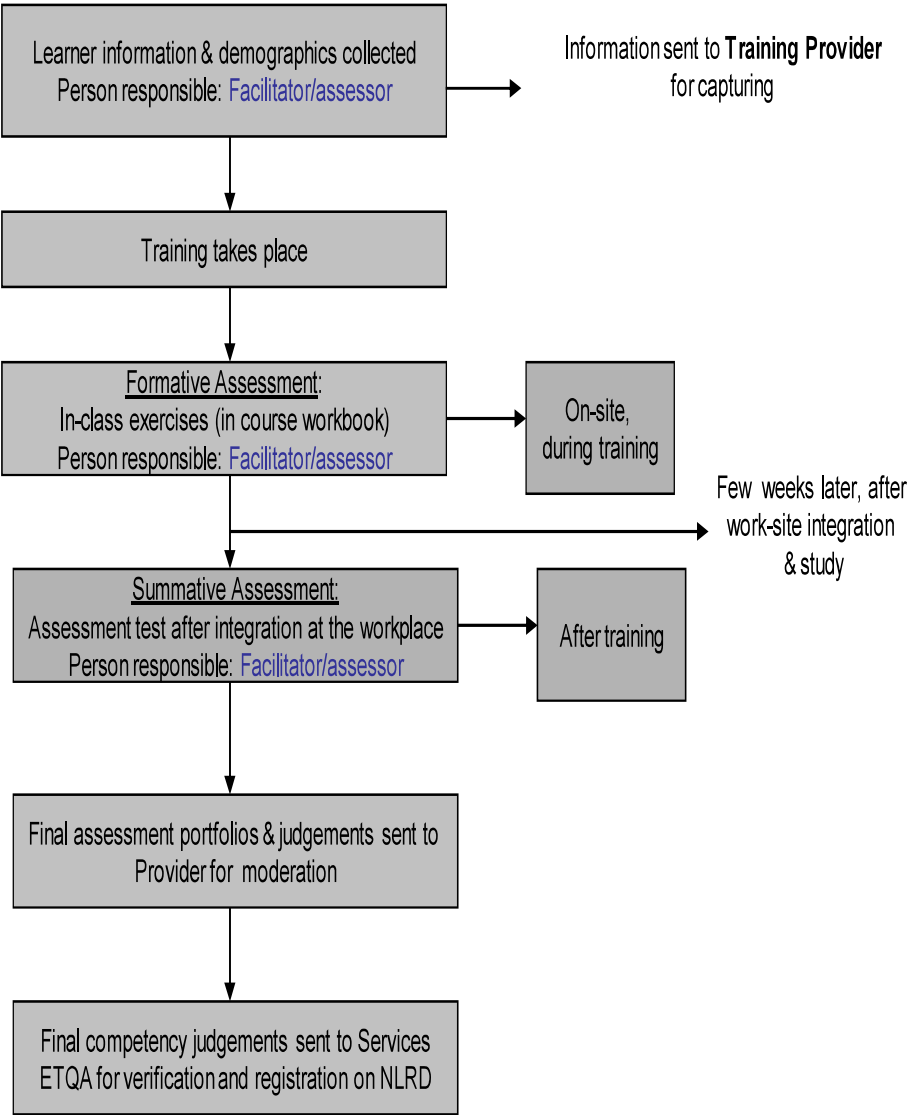 Learner information & demographics collected
Person responsible: Facilitator/assessor
Information sent to Training Provider
for capturing
Training takes place
Formative Assessment:
In-class exercises (in course workbook)
Person responsible: Facilitator/assessor
On-site,
during training
Few weeks later, after
work-site integration
& study
Summative Assessment:
Assessment test after integration at the workplace
Person responsible: Facilitator/assessor
After training
Final assessment portfolios & judgements sent to
Provider for moderation
Final competency judgements sent to Services
ETQA for verification and registration on NLRD